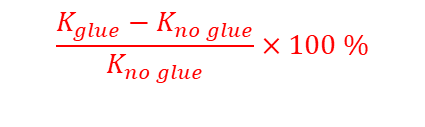 K_glue − K_no glue
K_no glue
× 100 %